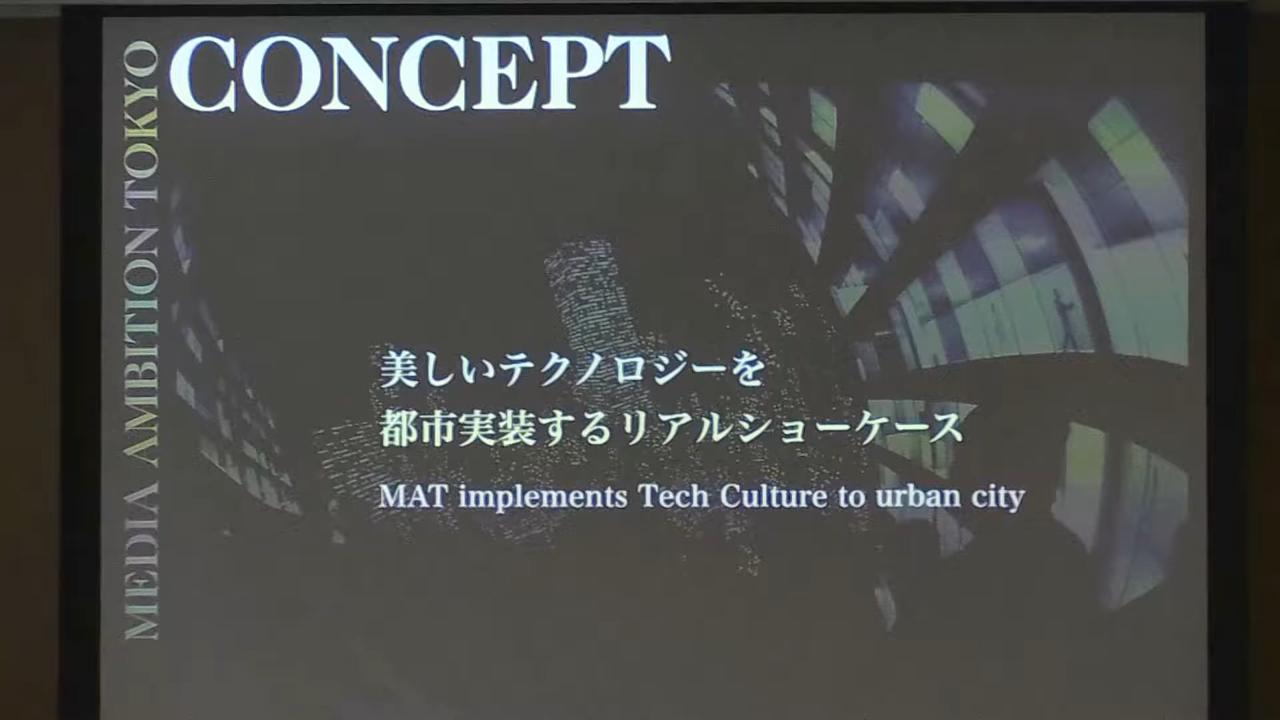 CONCEPT
MEDIA AMBITION TOKYO
美しいテクノロジーを
都市実装するリアルショーケース
MAT implements Tech Culture to urban city